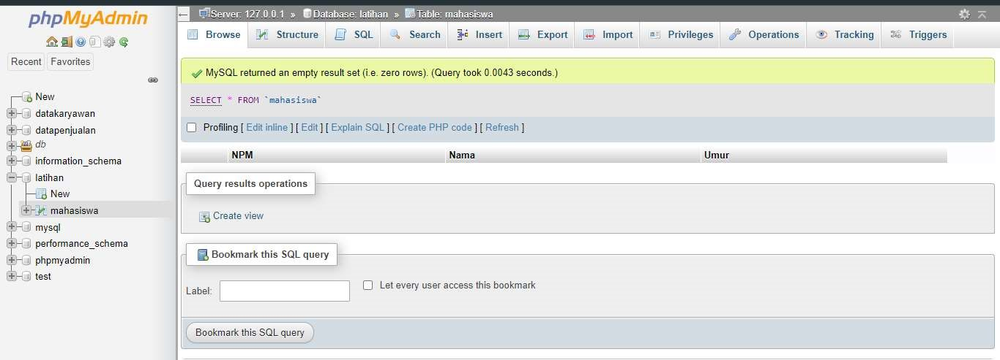 phpMyAdmin
Recent Favorites
New
datakaryawan
datapenjualan
db
information_schema
latihan
New
mahasiswa
mysql
performance_schema
phpmyadmin
test
Server: 127.0.0.1 » Database: latihan » Table: mahasiswa
Browse Structure SQL Search Insert Export Import Privileges Operations Tracking Triggers
MySQL returned an empty result set (i.e. zero rows). (Query took 0.0043 seconds.)
SELECT * FROM `mahasiswa`
Profiling [ Edit inline ] [ Edit ] [ Explain SQL ] [ Create PHP code ] [ Refresh ]
NPM Nama Umur
Query results operations
Create view
Bookmark this SQL query
Label: Let every user access this bookmark
Bookmark this SQL query